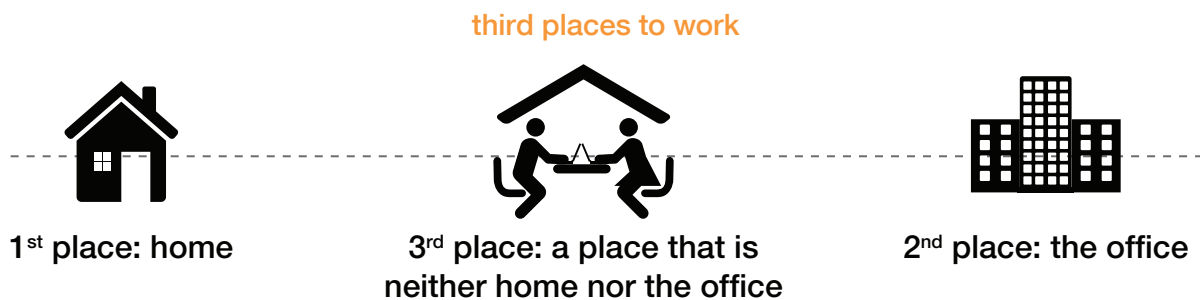 third places to work
1st place: home
3rd place: a place that is
neither home nor the office
2nd place: the office